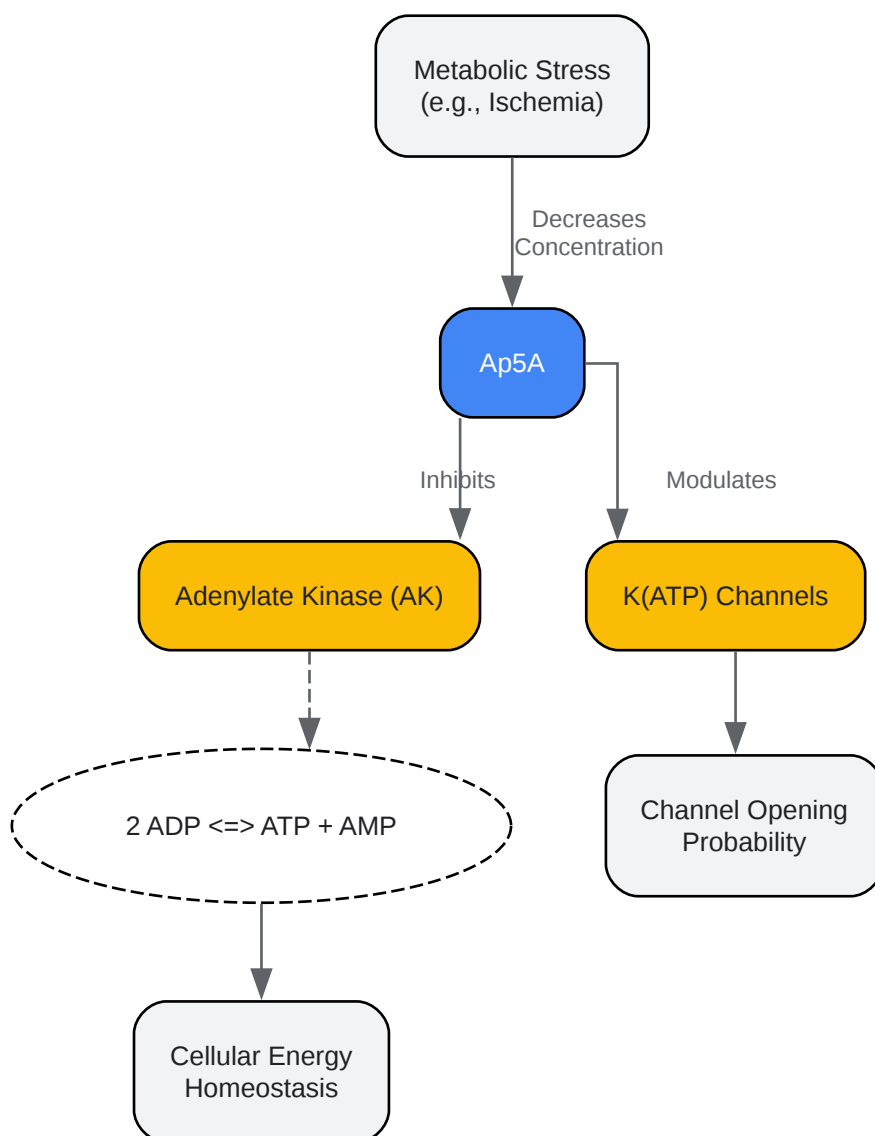 Metabolic Stress
(e.g., Ischemia)
Decreases
Concentration
Ap5A
Inhibits
Modulates
Adenylate Kinase (AK)
K(ATP) Channels
2 ADP <=> ATP + AMP
Channel Opening
Probability
Cellular Energy
Homeostasis